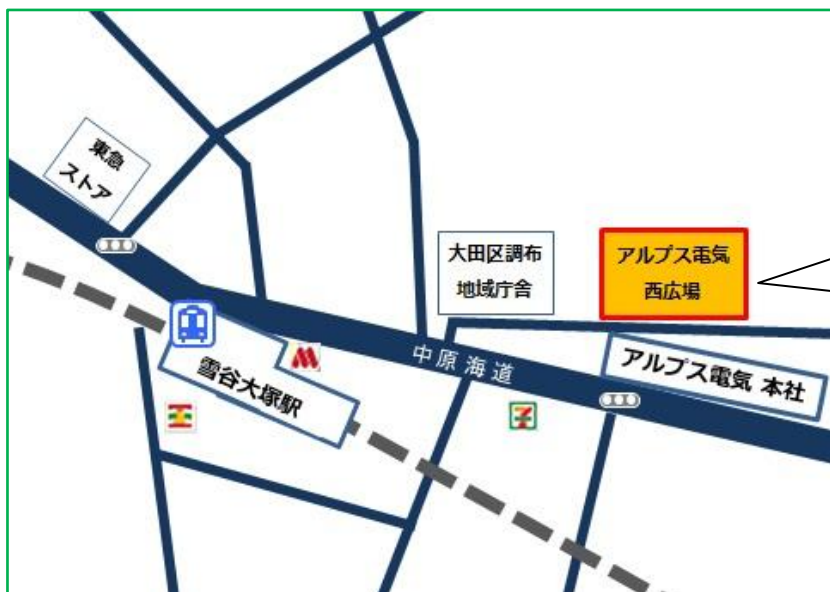 東急
ストア
大田区調布
地域庁舎
アルプス電気
西広場
中原海道
アルプス電気 本社
雪谷大塚駅
7